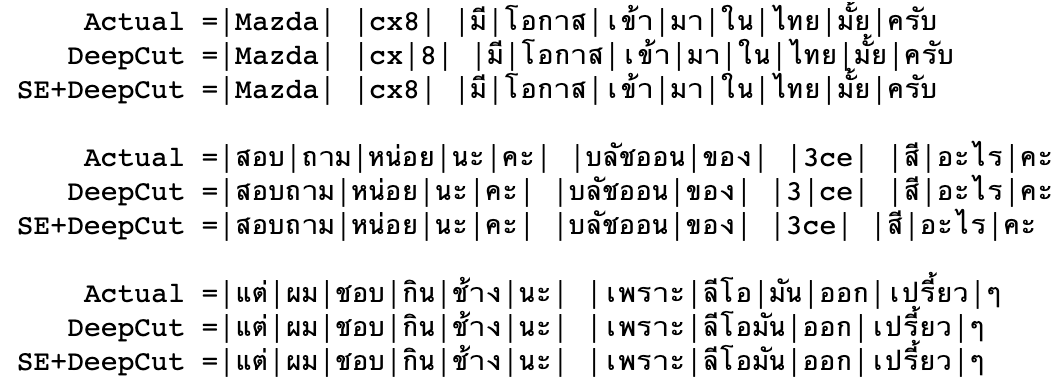 Actual =|Mazda| |cx8| |มี|โอกาส|เข้า|มา|ใน|ไทย|มั้ย|ครับ
DeepCut =|Mazda| |cx|8| |มี|โอกาส|เข้า|มา|ใน|ไทย|มั้ย|ครับ
SE+DeepCut =|Mazda| |cx8| |มี|โอกาส|เข้า|มา|ใน|ไทย|มั้ย|ครับ
Actual =|สอบ|ถาม|หน่อย|นะ|คะ| |บลัชออน|ของ| |3ce| |สี|อะไร|คะ
DeepCut =|สอบถาม|หน่อย|นะ|คะ| |บลัชออน|ของ| |3|ce| |สี|อะไร|คะ
SE+DeepCut =|สอบถาม|หน่อย|นะ|คะ| |บลัชออน|ของ| |3ce| |สี|อะไร|คะ
Actual =|แต่|ผม|ชอบ|กิน|ช้าง|นะ| |เพราะ|ลีโอ|มัน|ออก|เปรี้ยว|ๆ
DeepCut =|แต่|ผม|ชอบ|กิน|ช้าง|นะ| |เพราะ|ลีโอมัน|ออก|เปรี้ยว|ๆ
SE+DeepCut =|แต่|ผม|ชอบ|กิน|ช้าง|นะ| |เพราะ|ลีโอมัน|ออก|เปรี้ยว|ๆ